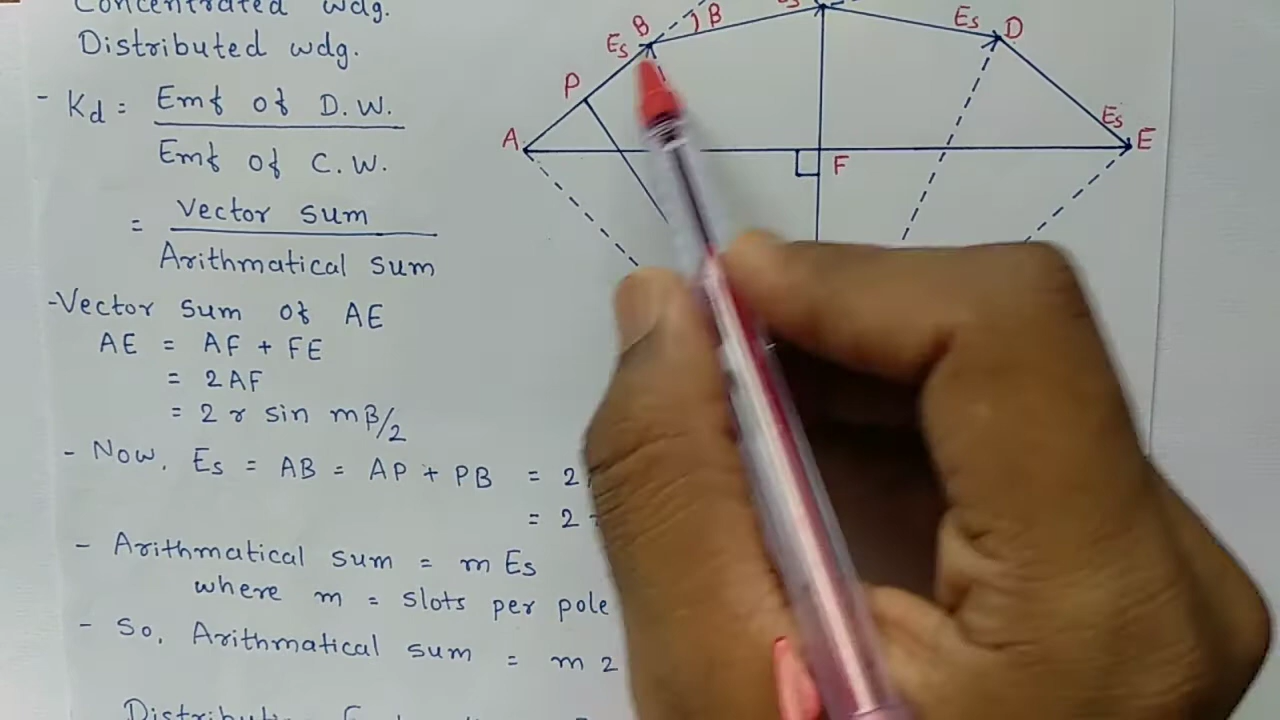 Concentrated wdg.
Distributed wdg.
- Kd = Emf of D.W.
Emf of C.W.
= Vector sum
Arithmatical sum
- Vector sum of AE
AE = AF + FE
= 2AF
= 2 r sin mβ/2
- Now, Es = AB = AP + PB = 2
= 2
- Arithmatical sum = m Es
where m = slots per pole
- So, Arithmatical sum = m 2
Es B β
Es D
P
A
Es E
F